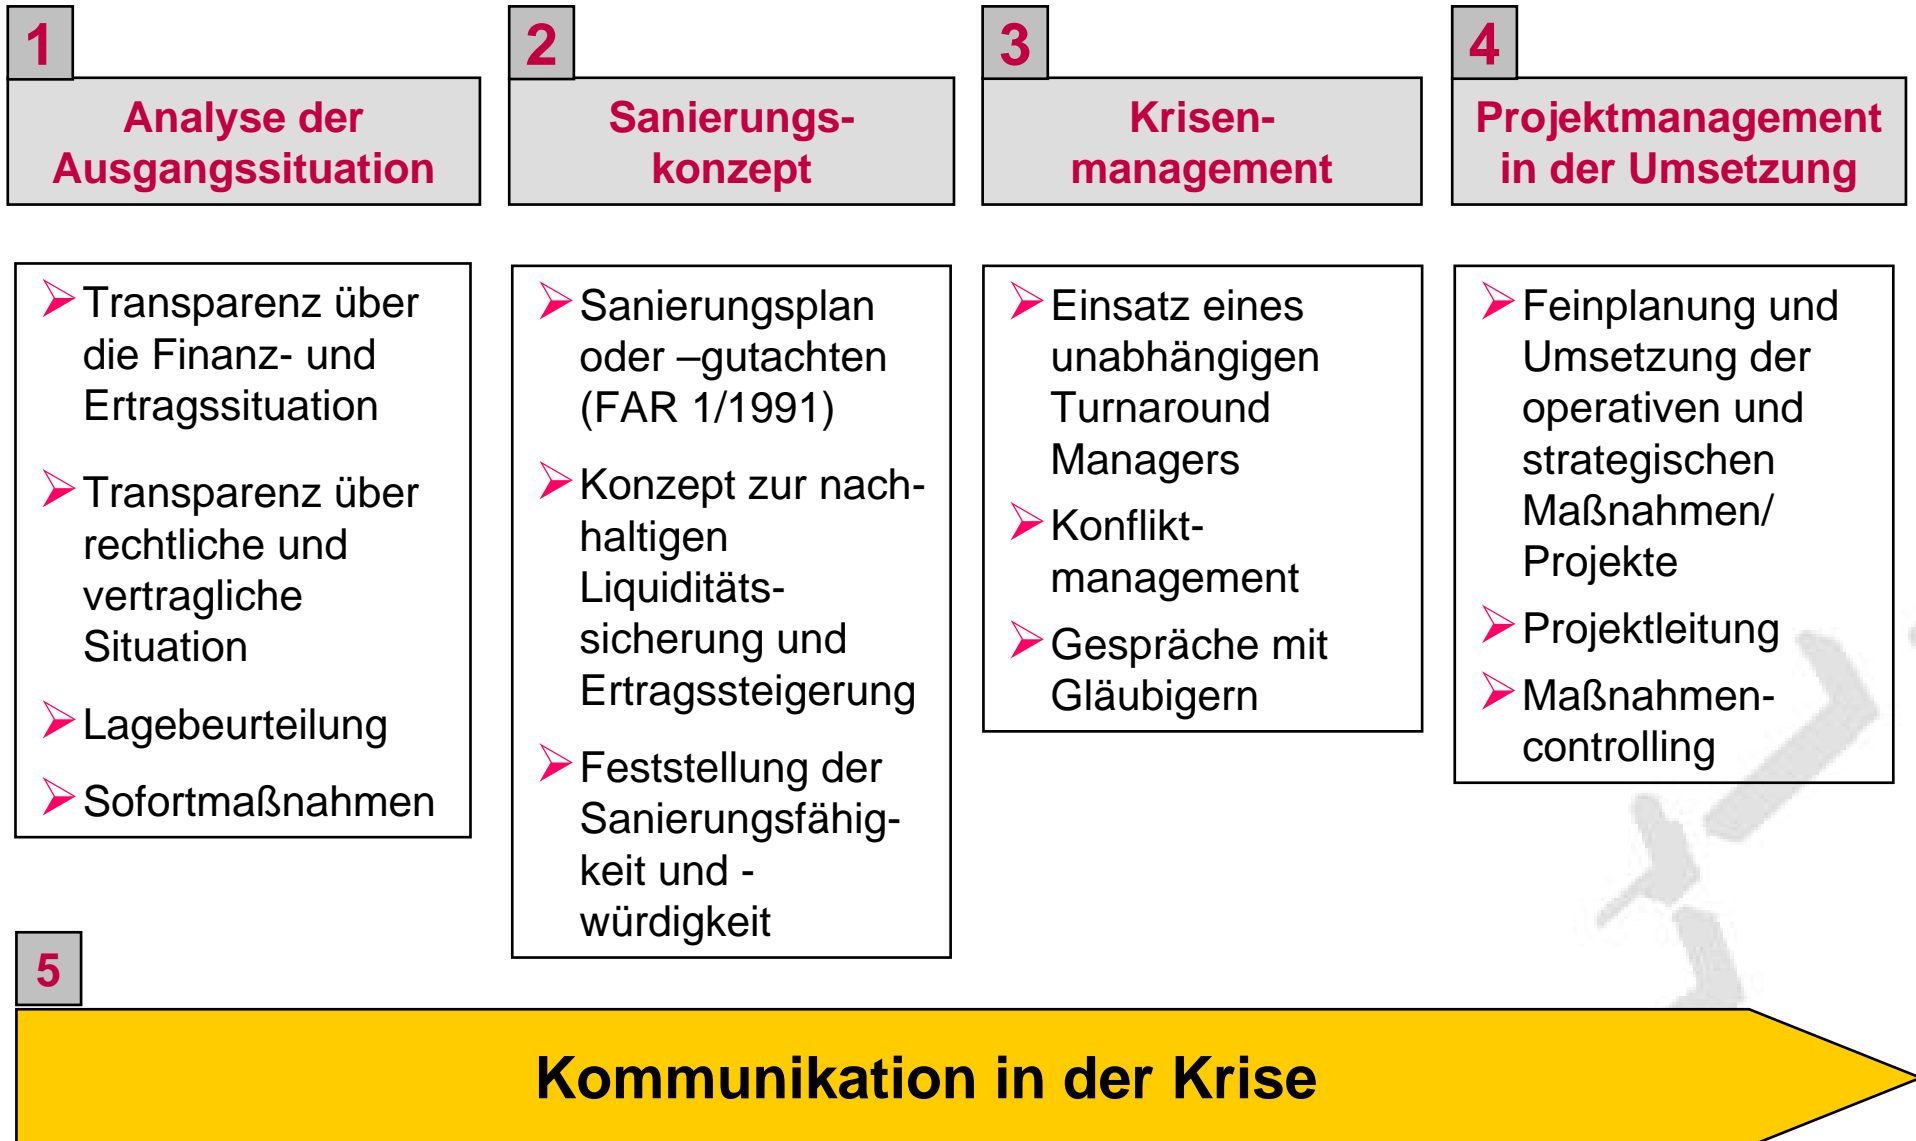 1
Analyse der
Ausgangssituation
Transparenz über
die Finanz- und
Ertragssituation
Transparenz über
rechtliche und
vertragliche
Situation
Lagebeurteilung
Sofortmaßnahmen
2
Sanierungs-
konzept
Sanierungsplan
oder –gutachten
(FAR 1/1991)
Konzept zur nach-
haltigen
Liquiditäts-
sicherung und
Ertragssteigerung
Feststellung der
Sanierungsfähig-
keit und -
würdigkeit
3
Krisen-
management
Einsatz eines
unabhängigen
Turnaround
Managers
Konflikt-
management
Gespräche mit
Gläubigern
4
Projektmanagement
in der Umsetzung
Feinplanung und
Umsetzung der
operativen und
strategischen
Maßnahmen/
Projekte
Projektleitung
Maßnahmen-
controlling
5
Kommunikation in der Krise